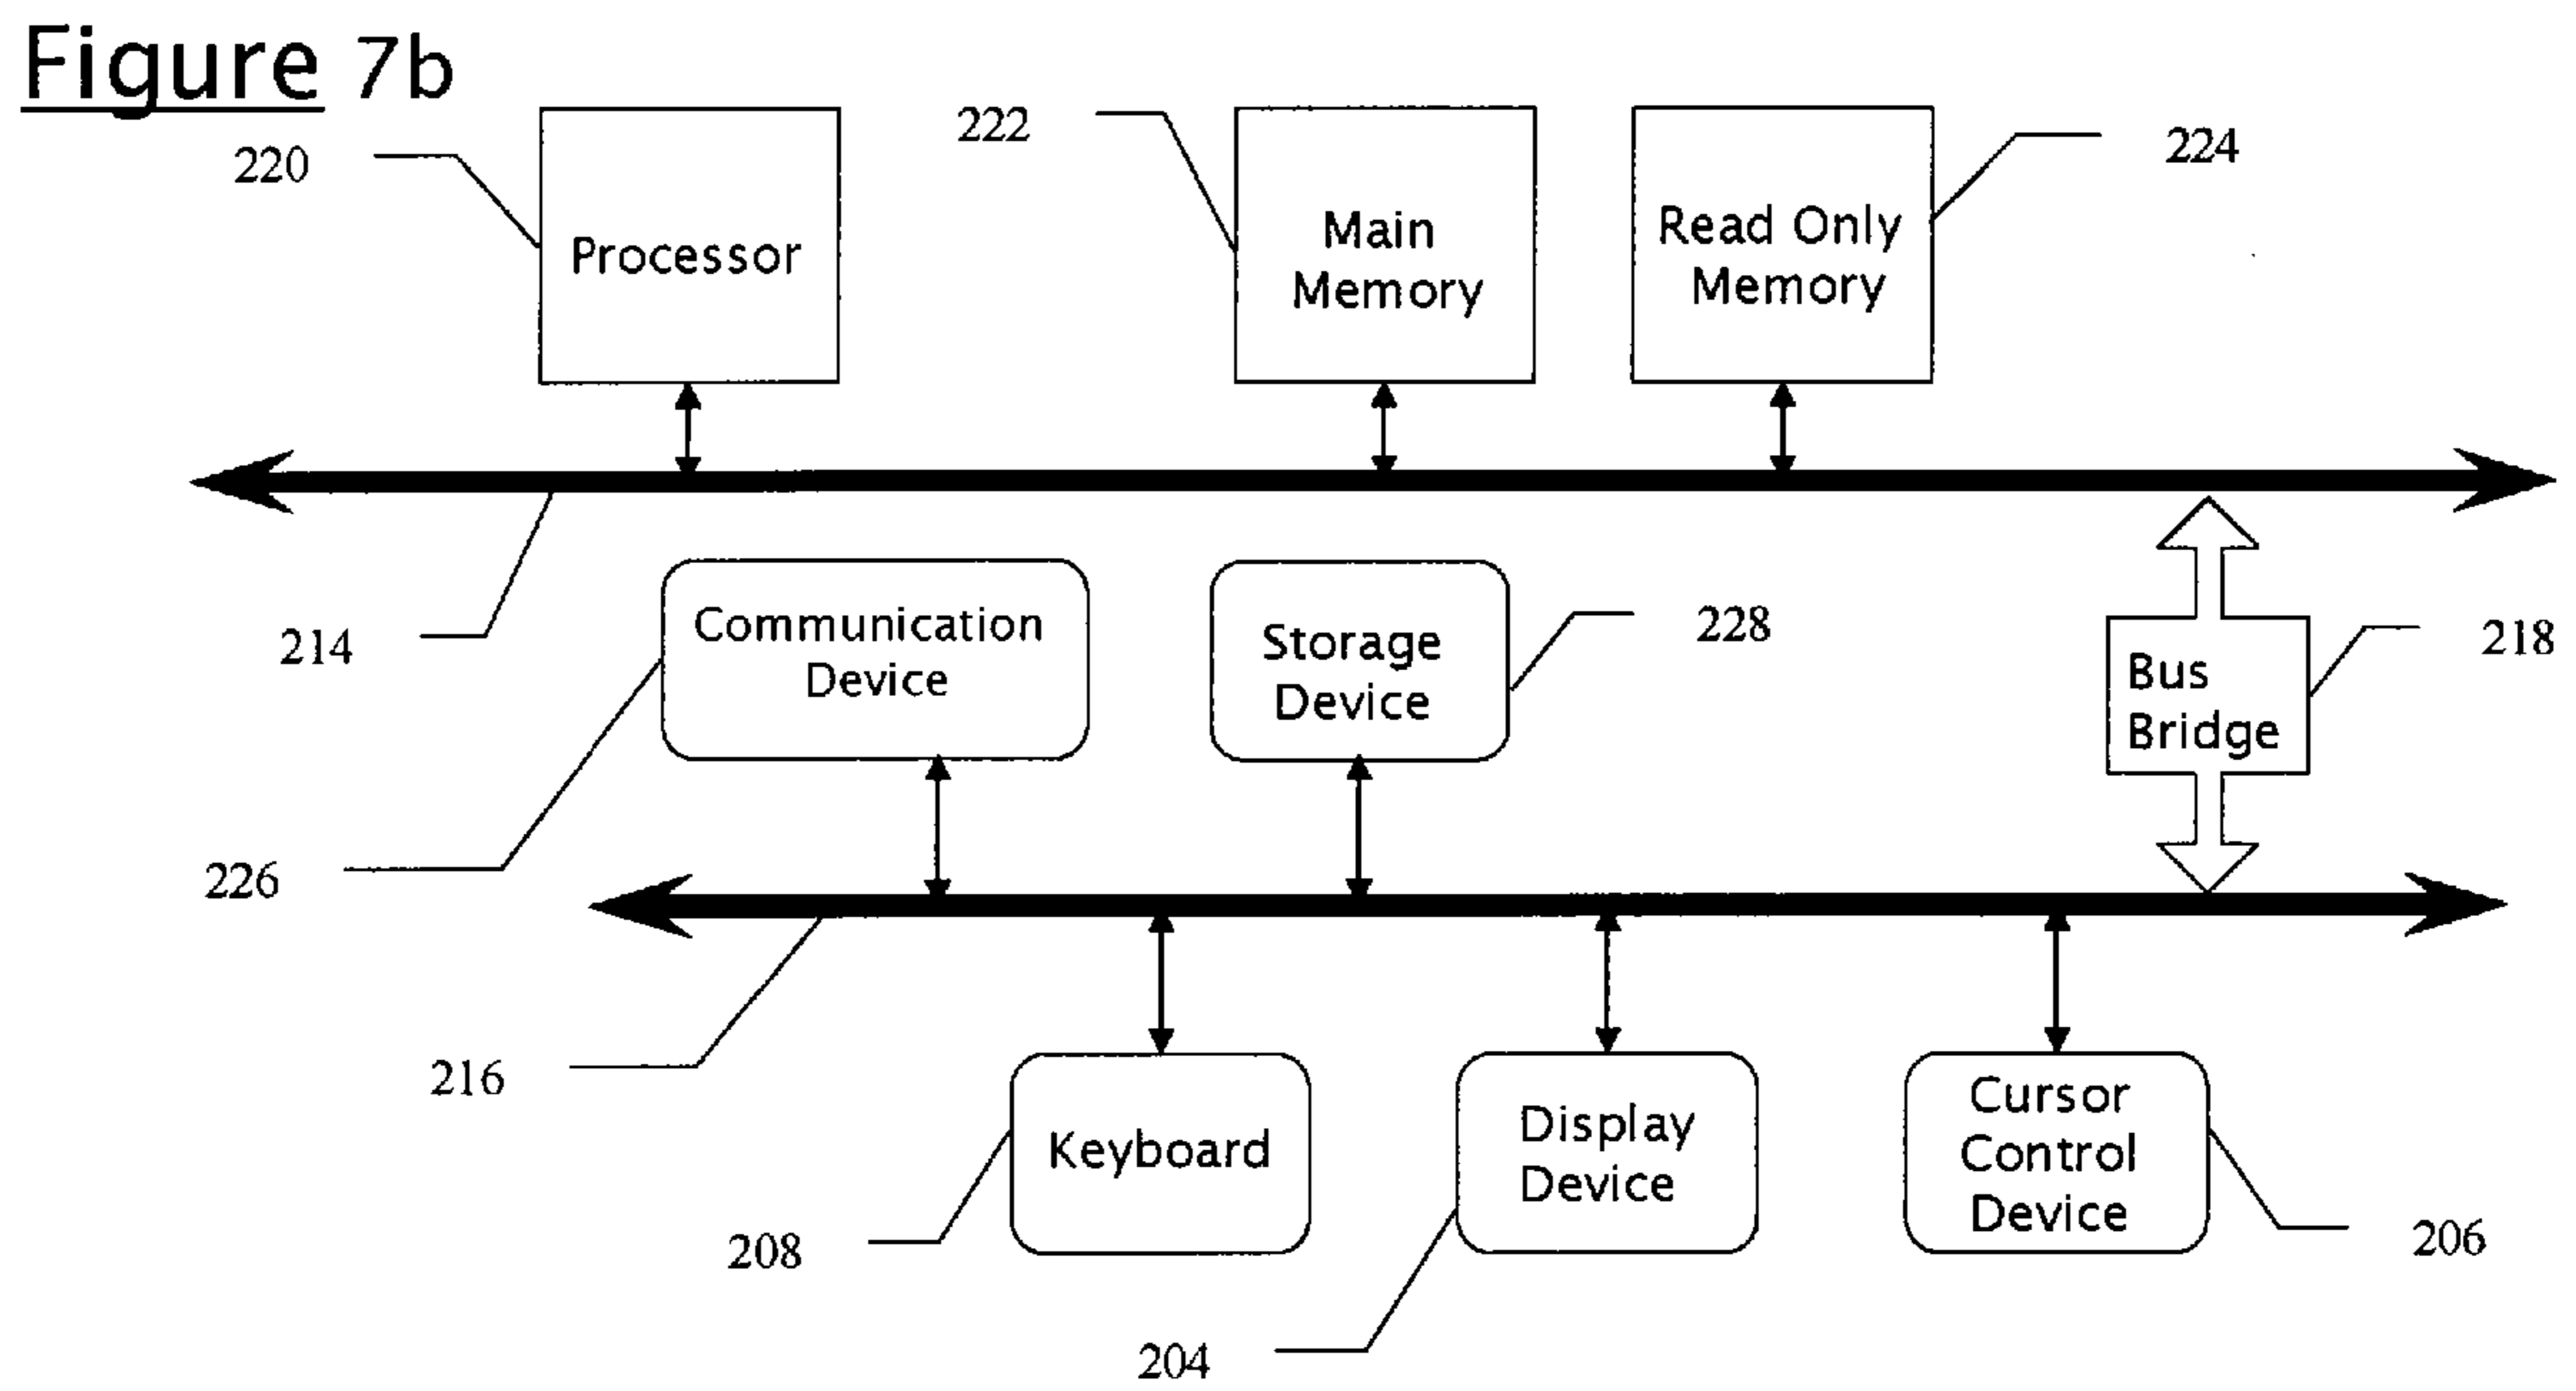 Figure 7b
220
Processor
222
Main
Memory
Read Only
Memory
224
214
Communication
Device
Storage
Device
228
Bus
Bridge
218
226
216
Keyboard
208
Display
Device
204
Cursor
Control
Device
206